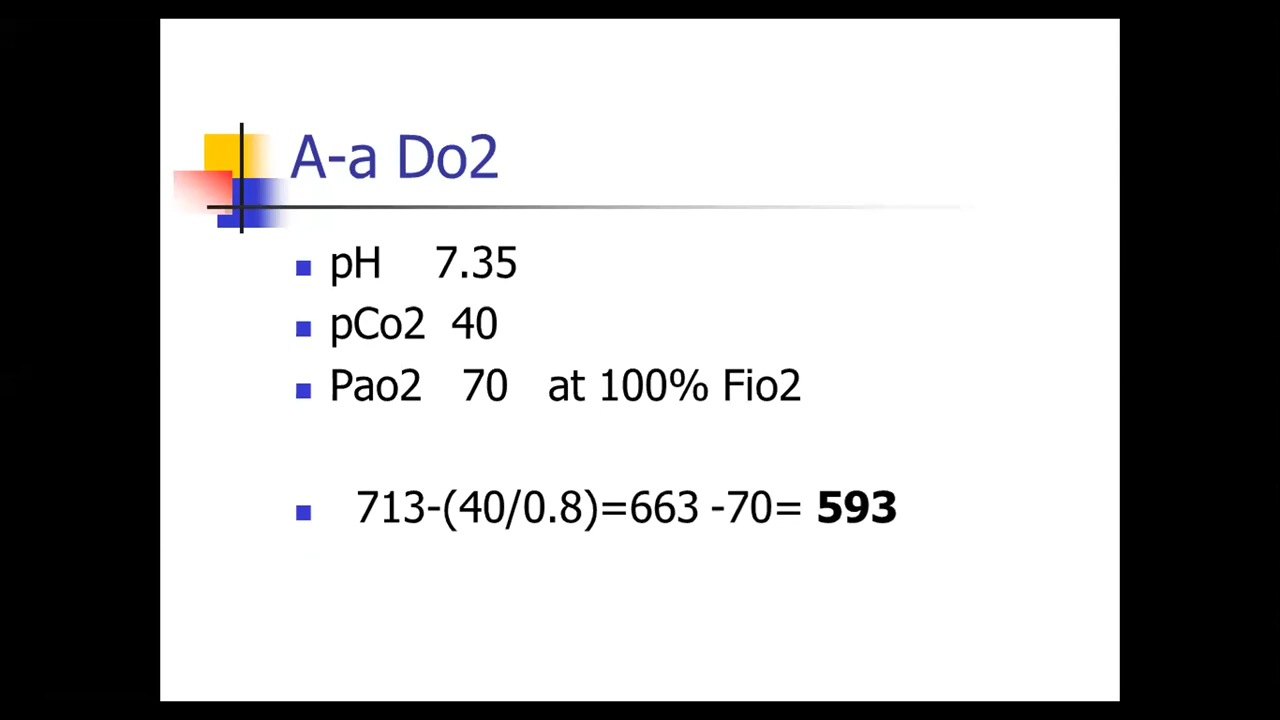 A-a Do2
pH 7.35
pCo2 40
Pao2 70 at 100% Fio2
713-(40/0.8)=663 -70= 593